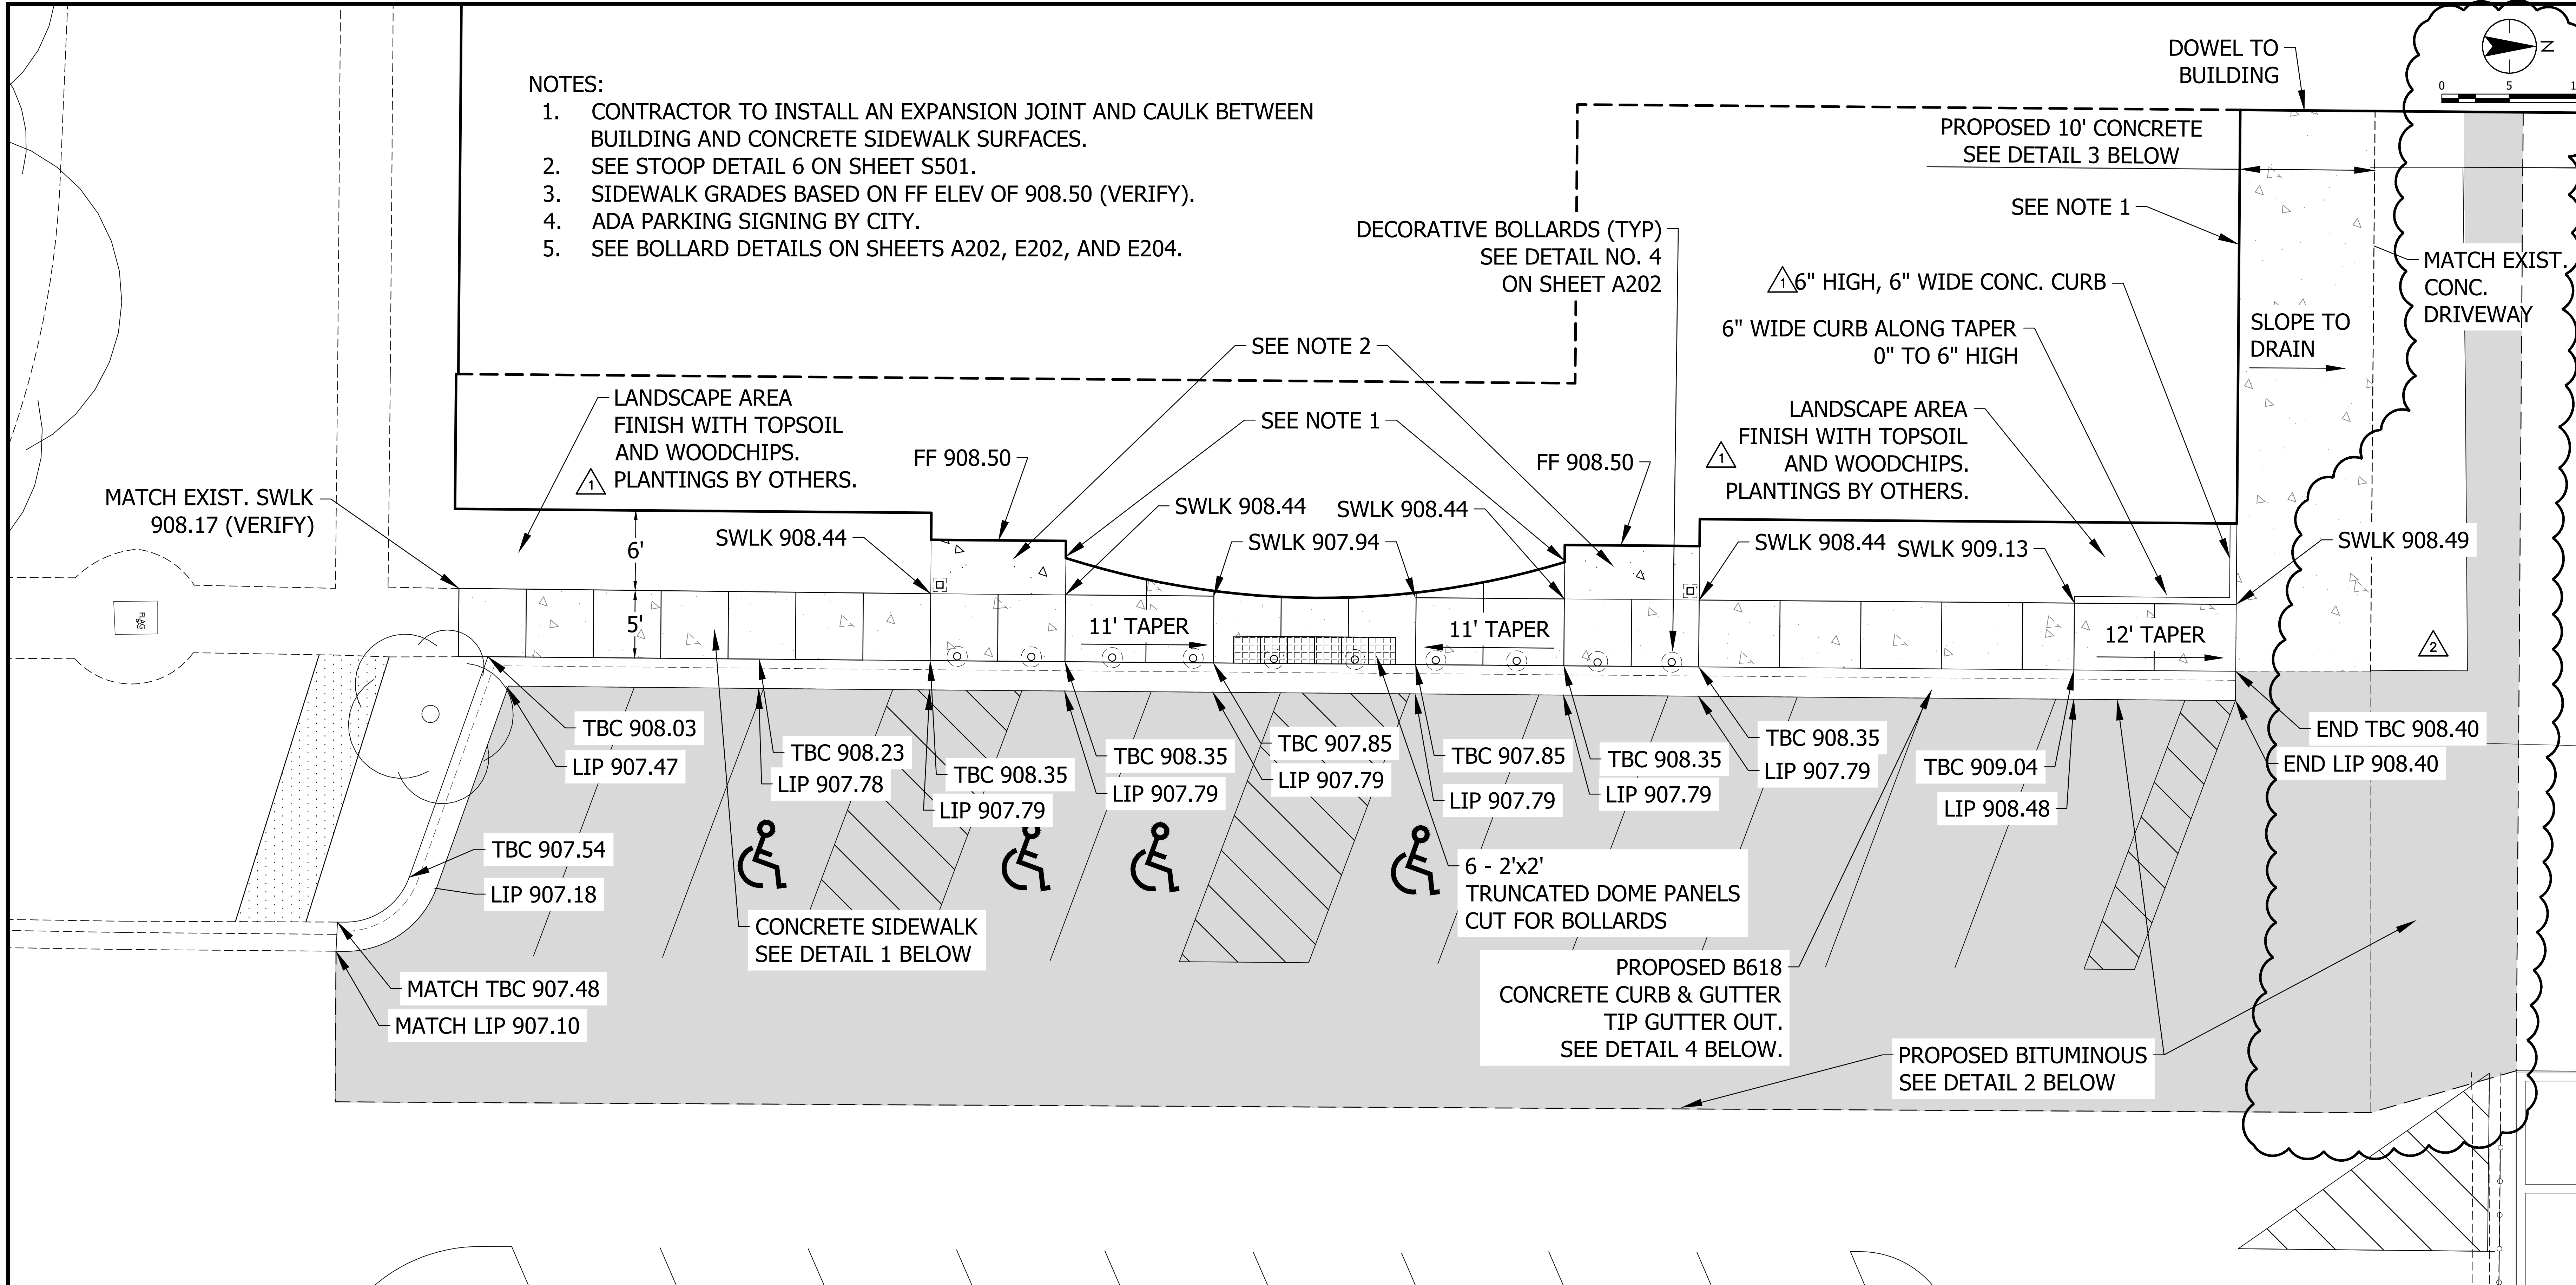 NOTES:
1. CONTRACTOR TO INSTALL AN EXPANSION JOINT AND CAULK BETWEEN
BUILDING AND CONCRETE SIDEWALK SURFACES.
2. SEE STOOP DETAIL 6 ON SHEET S501.
3. SIDEWALK GRADES BASED ON FF ELEV OF 908.50 (VERIFY).
4. ADA PARKING SIGNING BY CITY.
5. SEE BOLLARD DETAILS ON SHEETS A202, E202, AND E204.
DOWEL TO
BUILDING
N
0 5
PROPOSED 10' CONCRETE
SEE DETAIL 3 BELOW
SEE NOTE 1
DECORATIVE BOLLARDS (TYP)
SEE DETAIL NO. 4
ON SHEET A202
1 6" HIGH, 6" WIDE CONC. CURB
6" WIDE CURB ALONG TAPER
0" TO 6" HIGH
MATCH EXIST.
CONC.
DRIVEWAY
SLOPE TO
DRAIN
SEE NOTE 2
SEE NOTE 1
LANDSCAPE AREA
FINISH WITH TOPSOIL
AND WOODCHIPS.
1 PLANTINGS BY OTHERS.
FF 908.50
FF 908.50
LANDSCAPE AREA
FINISH WITH TOPSOIL
1 AND WOODCHIPS.
PLANTINGS BY OTHERS.
MATCH EXIST. SWLK
908.17 (VERIFY)
6'
5'
SWLK 908.44
SWLK 908.44
SWLK 908.44
SWLK 907.94
SWLK 908.44
SWLK 909.13
SWLK 908.49
FLAG
11' TAPER
11' TAPER
12' TAPER
2
TBC 908.03
LIP 907.47
TBC 908.23
LIP 907.78
TBC 908.35
LIP 907.79
TBC 908.35
LIP 907.79
TBC 907.85
LIP 907.79
TBC 907.85
LIP 907.79
TBC 908.35
LIP 907.79
TBC 908.35
LIP 907.79
TBC 909.04
LIP 908.48
END TBC 908.40
END LIP 908.40
TBC 907.54
LIP 907.18
CONCRETE SIDEWALK
SEE DETAIL 1 BELOW
6 - 2'x2'
TRUNCATED DOME PANELS
CUT FOR BOLLARDS
MATCH TBC 907.48
MATCH LIP 907.10
PROPOSED B618
CONCRETE CURB & GUTTER
TIP GUTTER OUT.
SEE DETAIL 4 BELOW.
PROPOSED BITUMINOUS
SEE DETAIL 2 BELOW